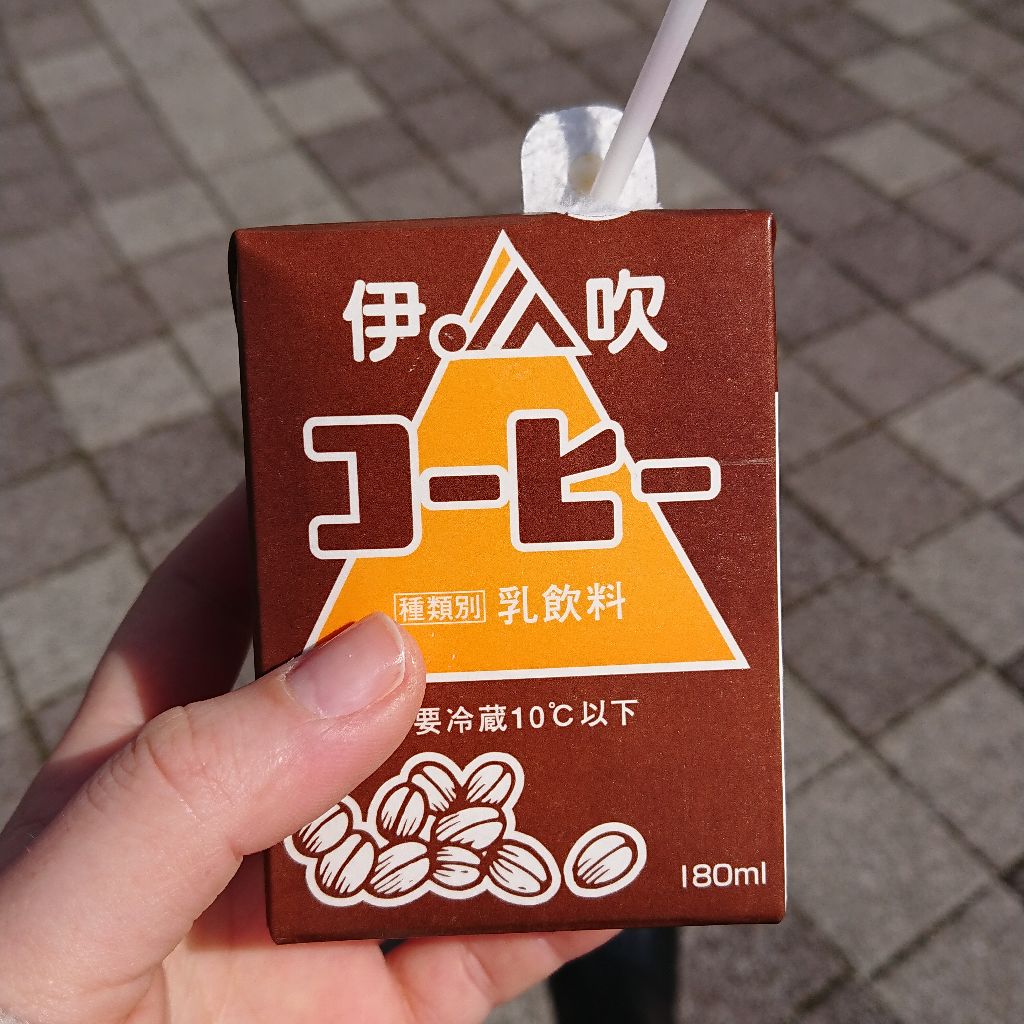 伊吹
コーヒー
種類別 乳飲料
要冷蔵10℃以下
180ml